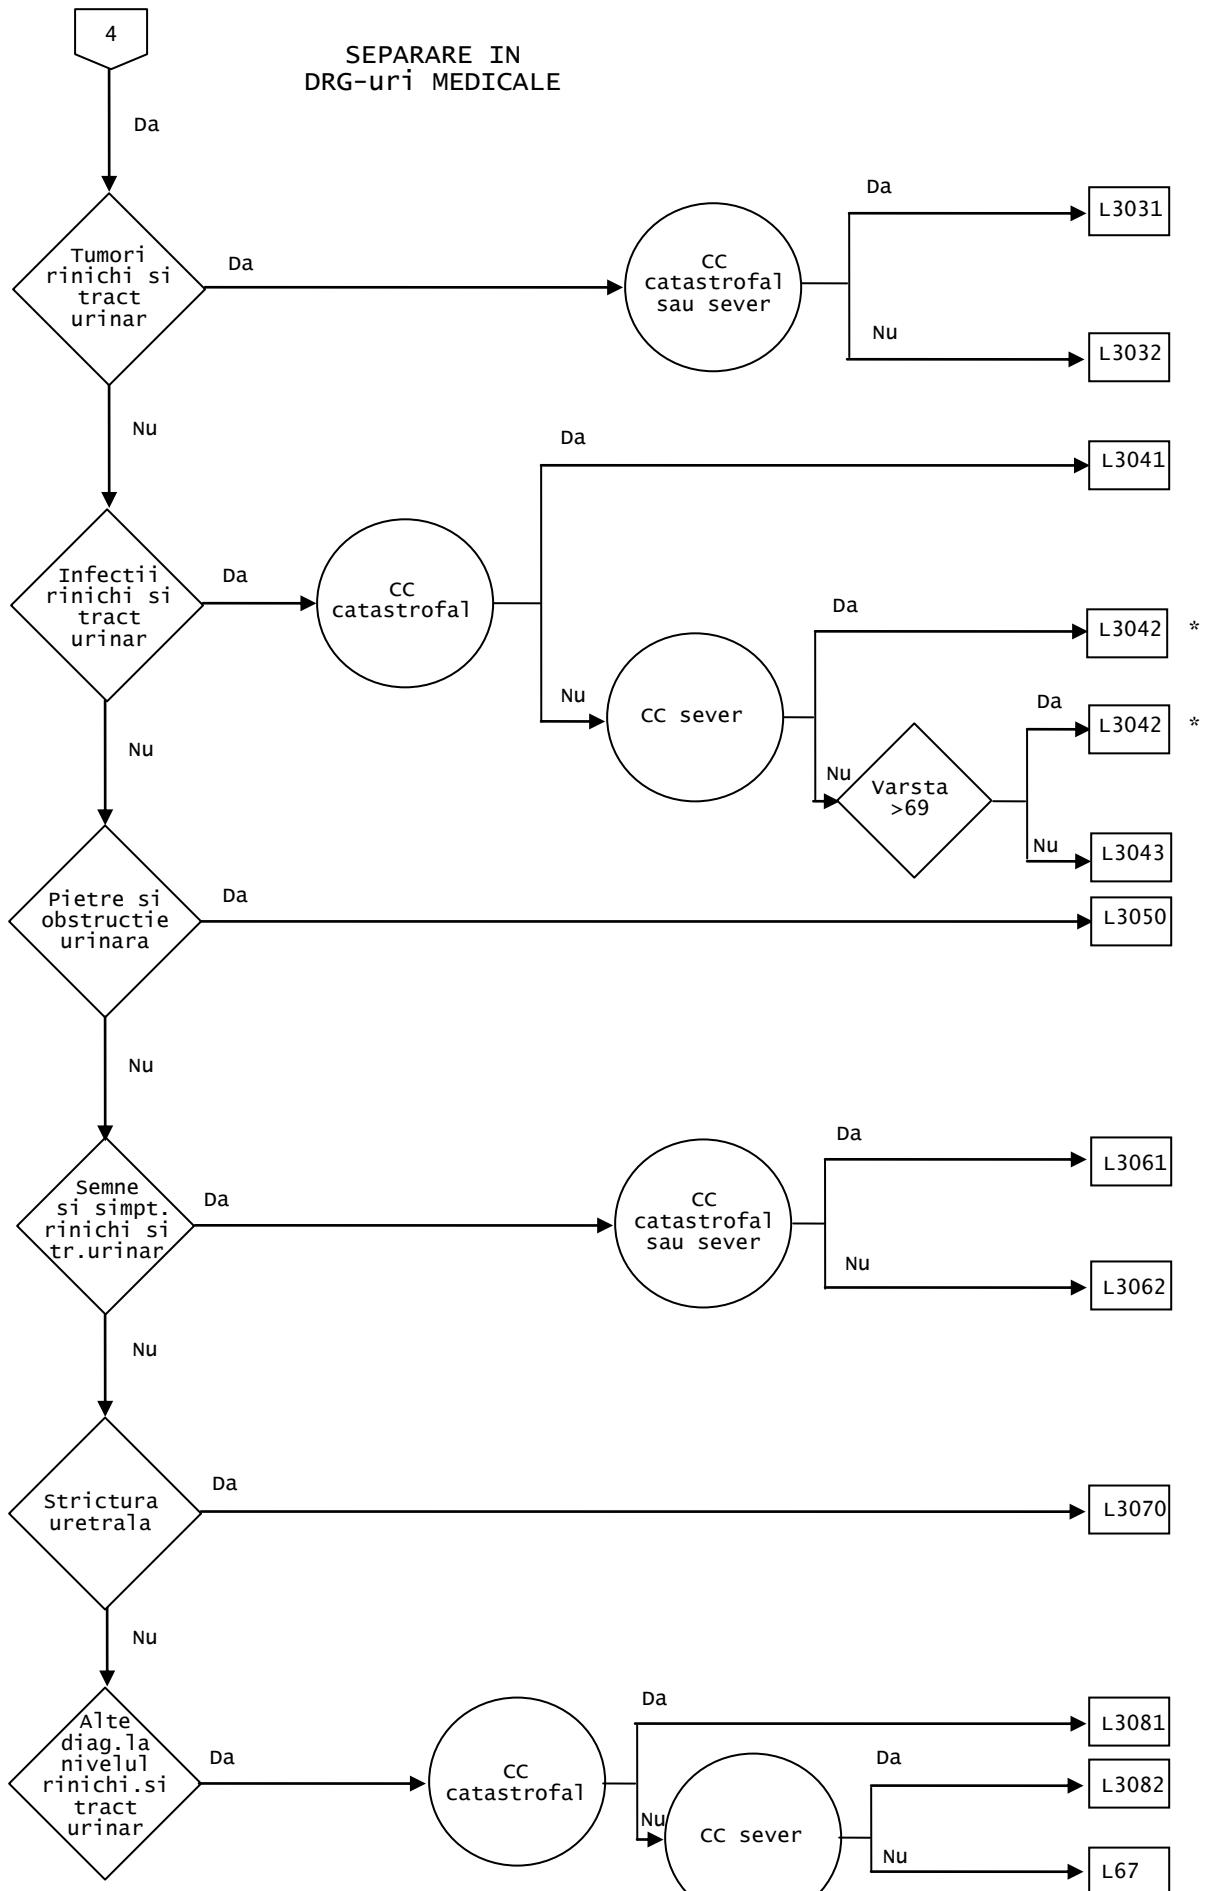 4
SEPARARE IN
DRG-uri MEDICALE
Da
Tumori
rinichi si
tract
urinar
Da
CC
catastrofal
sau sever
Da
L3031
Nu
L3032
Nu
Infectii
rinichi si
tract
urinar
Da
CC
catastrofal
Da
L3041
Nu
CC sever
Da
L3042 *
Nu
Varsta
>69
Da
L3042 *
Nu
L3043
Nu
Pietre si
obstructie
urinara
Da
L3050
Nu
Semne
si simpt.
rinichi si
tr.urinar
Da
CC
catastrofal
sau sever
Da
L3061
Nu
L3062
Nu
Strictura
uretrala
Da
L3070
Nu
Alte
diag.la
nivelul
rinichi.si
tract
urinar
Da
CC
catastrofal
Da
L3081
Nu
CC sever
Da
L3082
Nu
L67